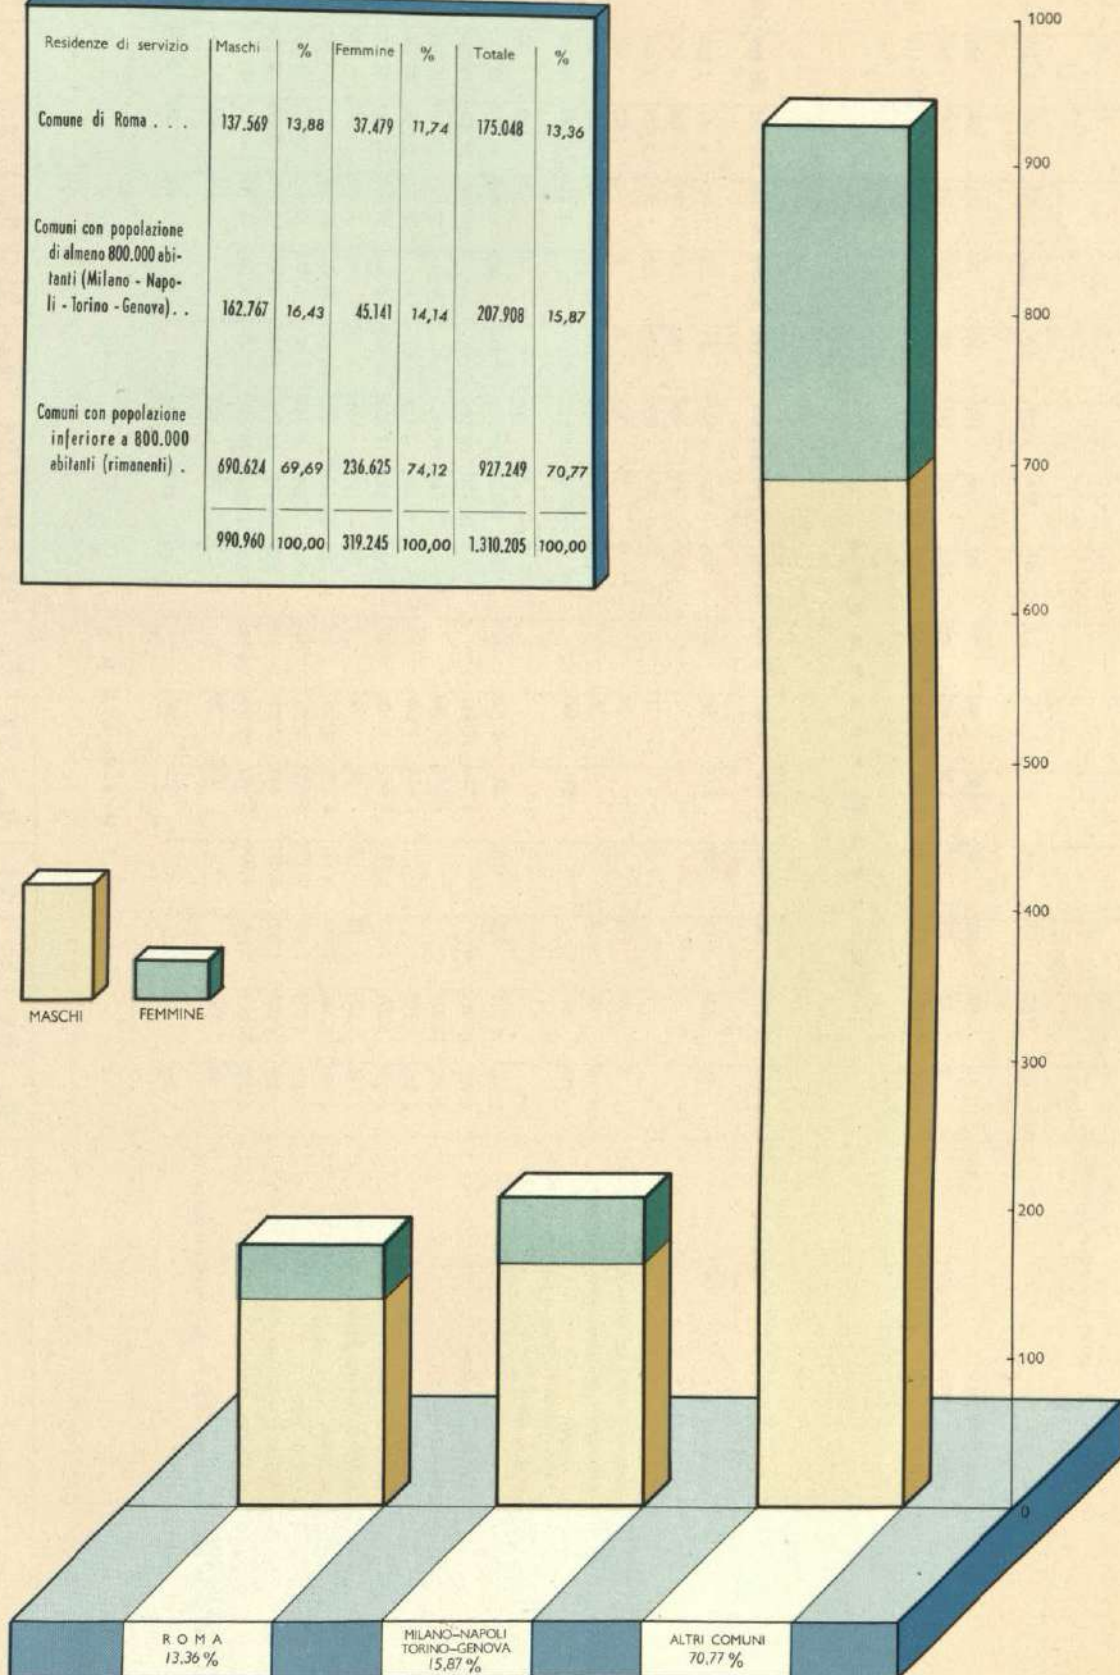 Residenze di servizio Maschi % Femmine % Totale %
Comune di Roma . . . 137.569 13,88 37.479 11,74 175.048 13,36
Comuni con popolazione
di almeno 800.000 abi-
tanti (Milano - Napo-
li - Torino - Genova) . . 162.767 16,43 45.141 14,14 207.908 15,87
Comuni con popolazione
inferiore a 800.000
abitanti (rimanenti) . 690.624 69,69 236.625 74,12 927.249 70,77
990.960 100,00 319.245 100,00 1.310.205 100,00
1000
900
800
700
600
500
400
300
200
100
0
MASCHI
FEMMINE
ROMA
13,36 %
MILANO-NAPOLI
TORINO-GENOVA
15,87 %
ALTRI COMUNI
70,77 %